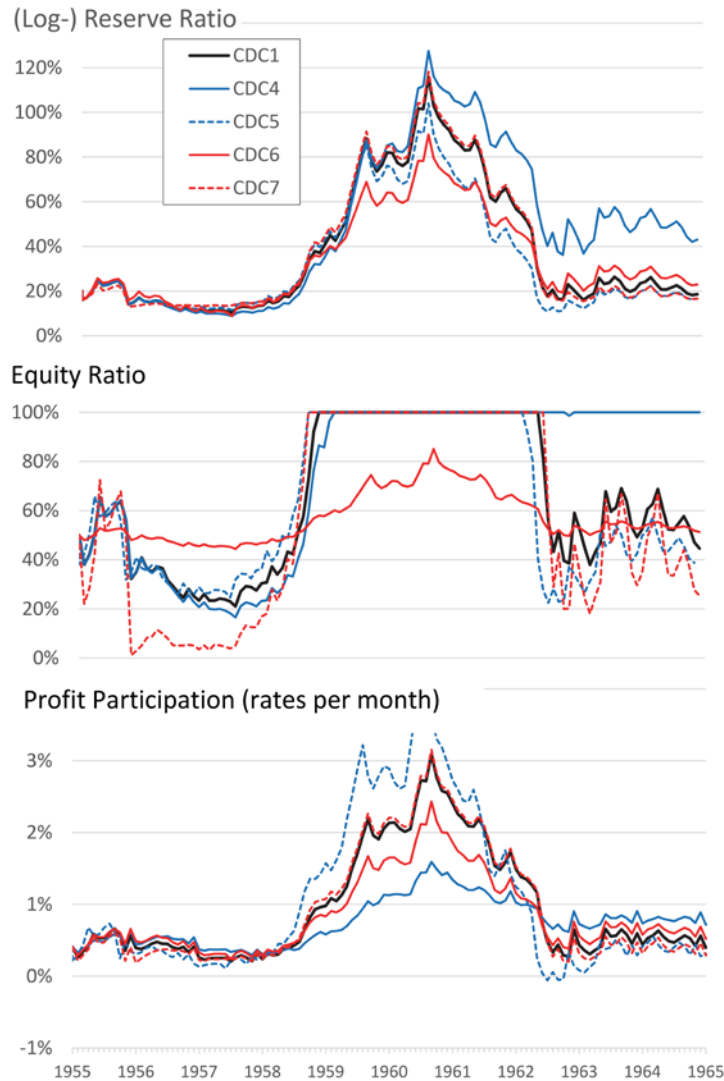 (Log-) Reserve Ratio
120%
100%
80%
60%
40%
20%
0%
CDC1
CDC4
CDC5
CDC6
CDC7
Equity Ratio
100%
80%
60%
40%
20%
0%
Profit Participation (rates per month)
3%
2%
1%
0%
-1%
1955 1956 1957 1958 1959 1960 1961 1962 1963 1964 1965